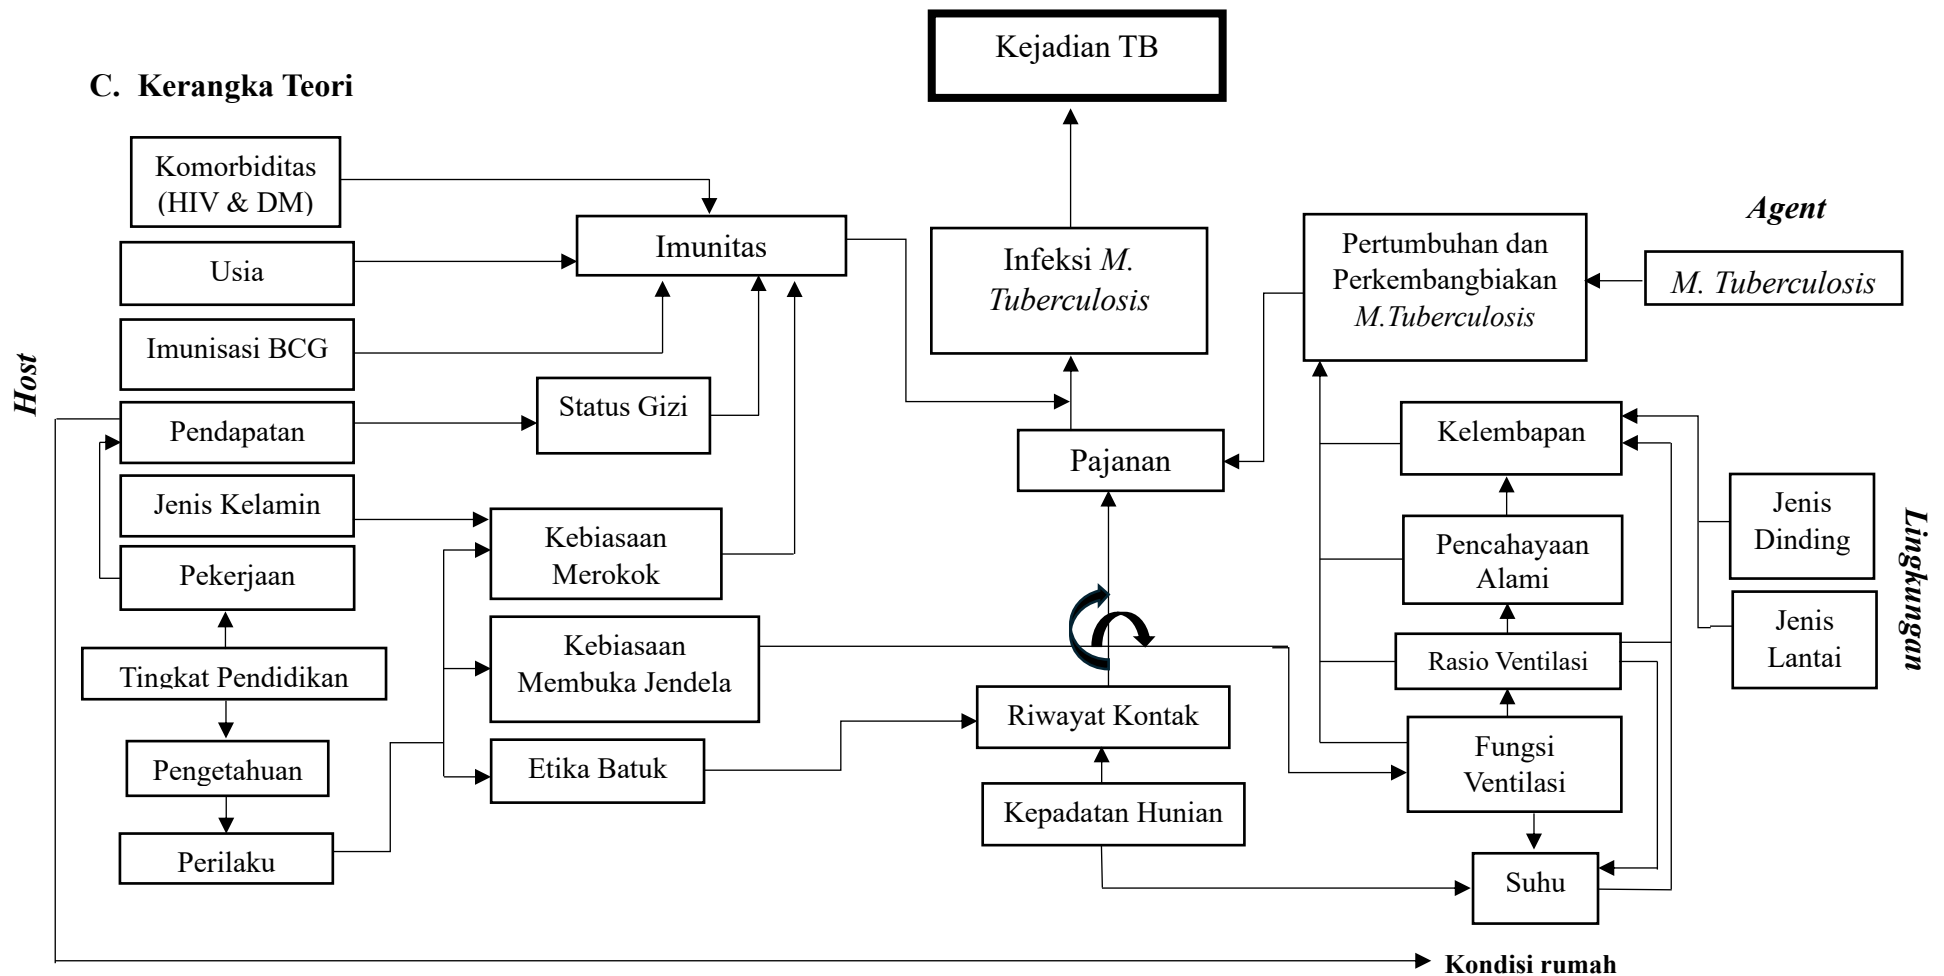 Kejadian TB
C. Kerangka Teori
Komorbiditas
(HIV & DM)
Imunitas
Usia
Imunisasi BCG
Host
Pendapatan
Status Gizi
Jenis Kelamin
Pekerjaan
Kebiasaan
Merokok
Tingkat Pendidikan
Kebiasaan
Membuka Jendela
Pengetahuan
Etika Batuk
Perilaku
Infeksi M.
Tuberculosis
Pajanan
Riwayat Kontak
Kepadatan Hunian
Agent
Pertumbuhan dan
Perkembangbiakan
M.Tuberculosis
M. Tuberculosis
Kelembapan
Jenis
Dinding
Pencahayaan
Alami
Lingkungan
Jenis
Lantai
Rasio Ventilasi
Fungsi
Ventilasi
Suhu
Kondisi rumah